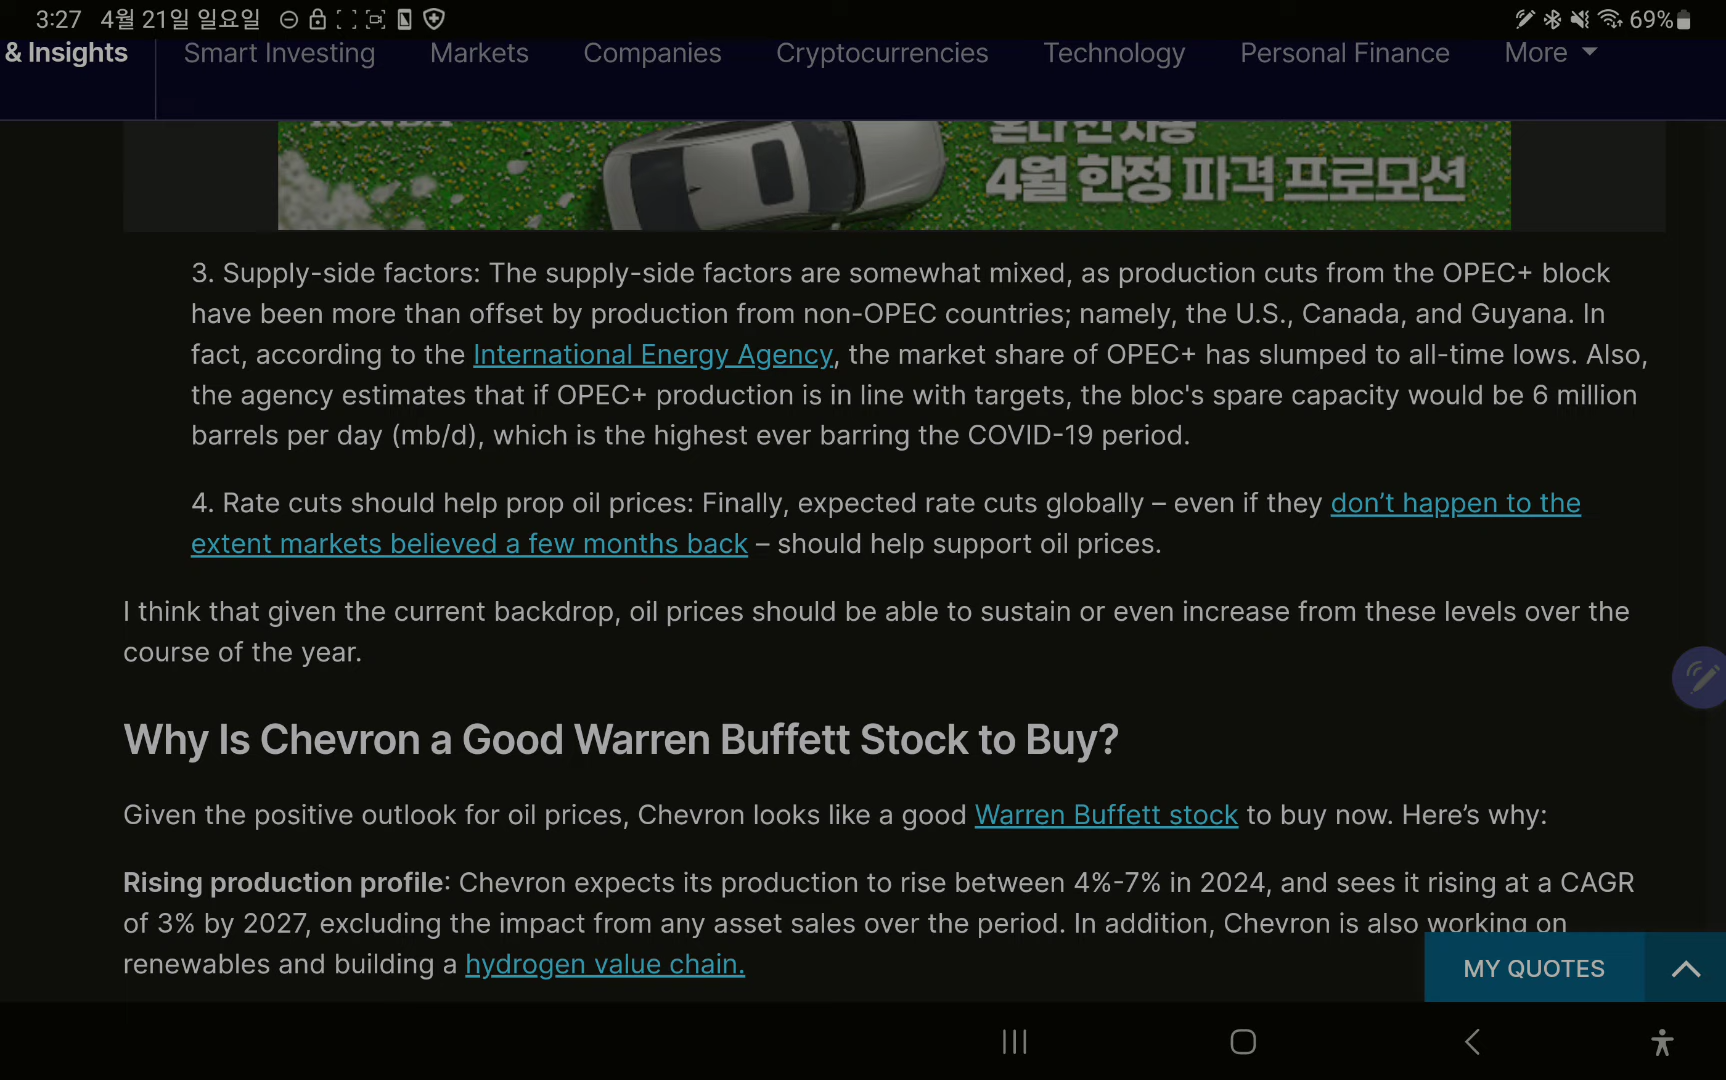 3:27 4월 21일 일요일
69%
& Insights
Smart Investing
Markets
Companies
Cryptocurrencies
Technology
Personal Finance
More
4월 한정 파격 프로모션
3. Supply-side factors: The supply-side factors are somewhat mixed, as production cuts from the OPEC+ block
have been more than offset by production from non-OPEC countries; namely, the U.S., Canada, and Guyana. In
fact, according to the International Energy Agency, the market share of OPEC+ has slumped to all-time lows. Also,
the agency estimates that if OPEC+ production is in line with targets, the bloc's spare capacity would be 6 million
barrels per day (mb/d), which is the highest ever barring the COVID-19 period.
4. Rate cuts should help prop oil prices: Finally, expected rate cuts globally – even if they don’t happen to the
extent markets believed a few months back – should help support oil prices.
I think that given the current backdrop, oil prices should be able to sustain or even increase from these levels over the
course of the year.
Why Is Chevron a Good Warren Buffett Stock to Buy?
Given the positive outlook for oil prices, Chevron looks like a good Warren Buffett stock to buy now. Here’s why:
Rising production profile: Chevron expects its production to rise between 4%-7% in 2024, and sees it rising at a CAGR
of 3% by 2027, excluding the impact from any asset sales over the period. In addition, Chevron is also working on
renewables and building a hydrogen value chain.
MY QUOTES